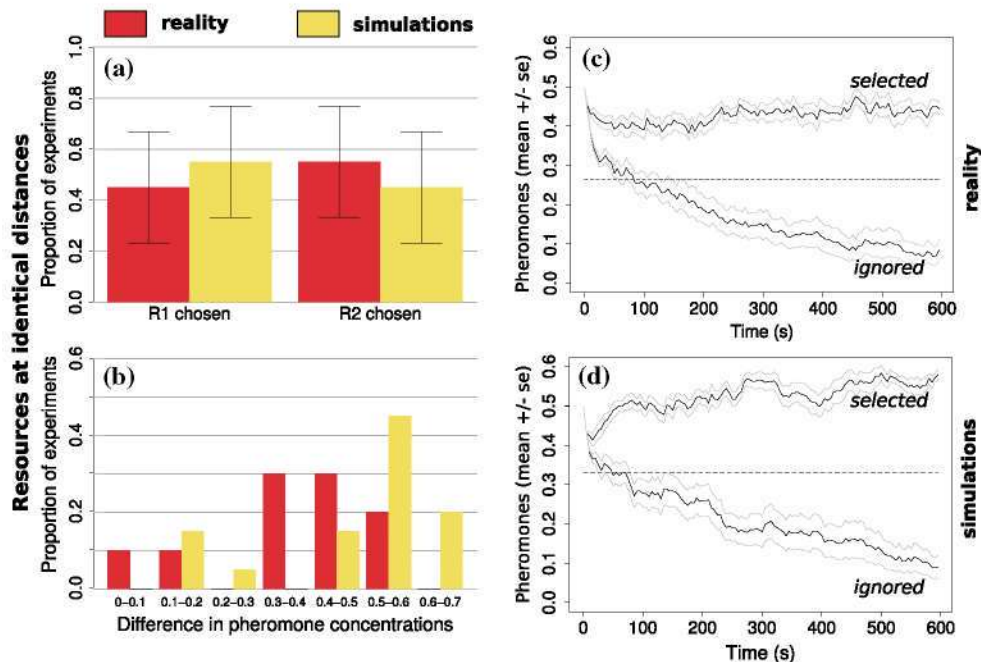 reality
simulations
Resources at identical distances
(a)
Proportion of experiments
1.0
0.8
0.6
0.4
0.2
0.0
R1 chosen
R2 chosen
(b)
Proportion of experiments
0.6
0.4
0.2
0.0
0–0.1
0.1–0.2
0.2–0.3
0.3–0.4
0.4–0.5
0.5–0.6
0.6–0.7
Difference in pheromone concentrations
(c)
Pheromones (mean +/- se)
0.6
0.5
0.4
0.3
0.2
0.1
0.0
selected
ignored
0
100
200
300
400
500
600
Time (s)
reality
(d)
Pheromones (mean +/- se)
0.6
0.5
0.4
0.3
0.2
0.1
0.0
selected
ignored
0
100
200
300
400
500
600
Time (s)
simulations